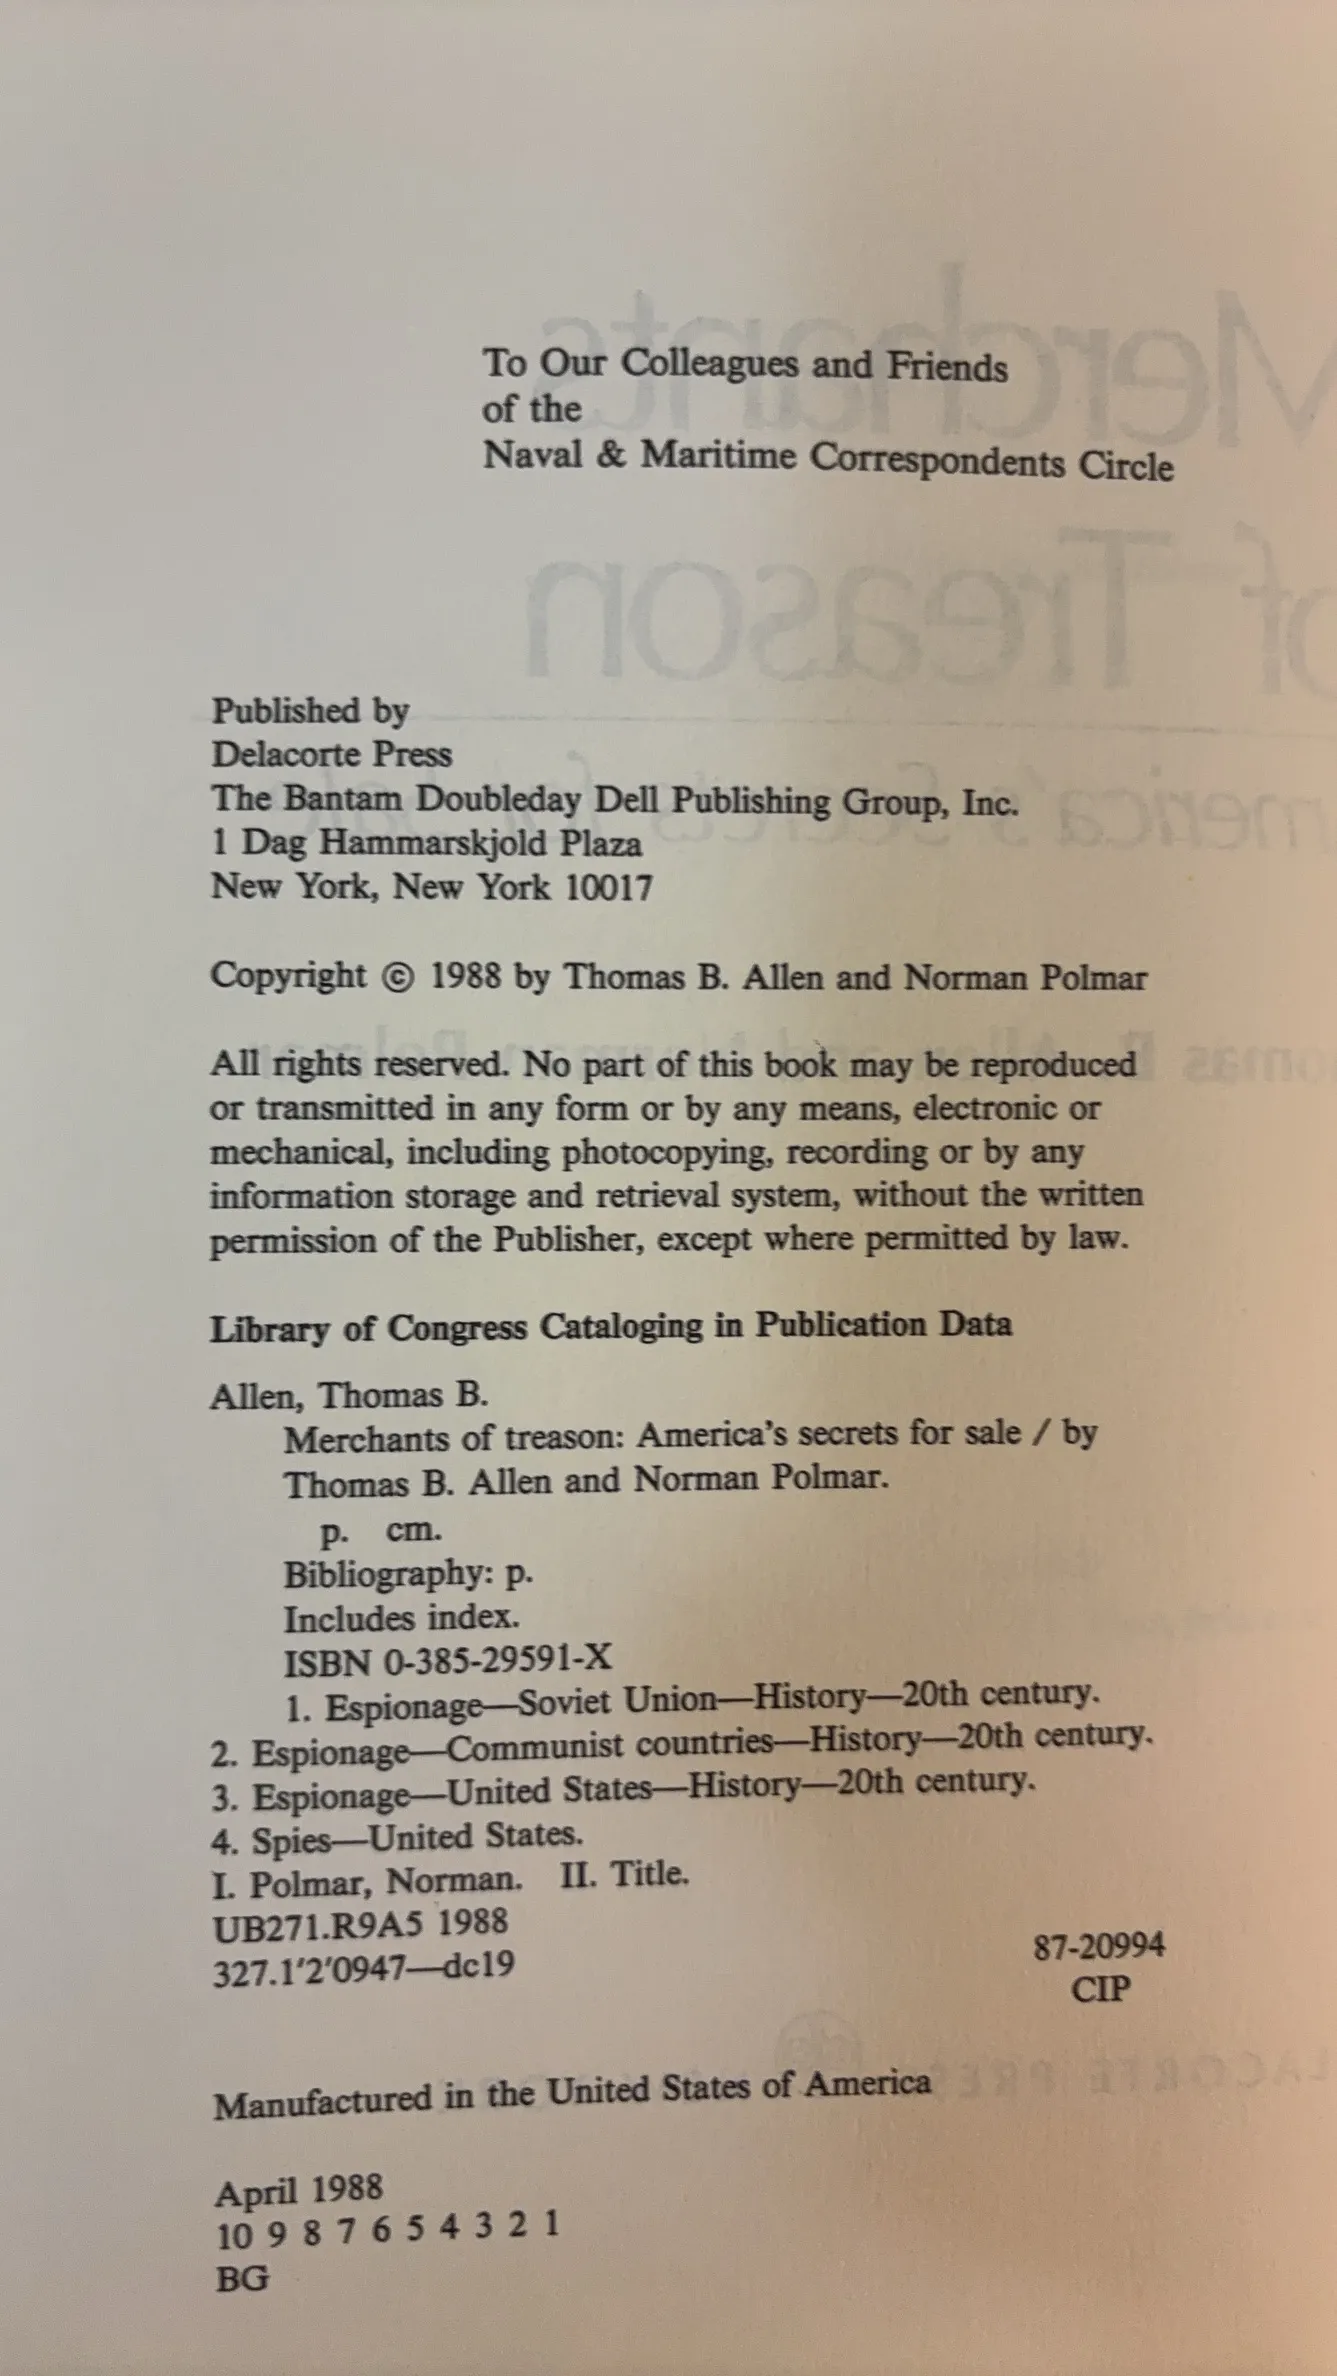 To Our Colleagues and Friends
of the
Naval & Maritime Correspondents Circle
Published by
Delacorte Press
The Bantam Doubleday Dell Publishing Group, Inc.
1 Dag Hammarskjold Plaza
New York, New York 10017
Copyright © 1988 by Thomas B. Allen and Norman Polmar
All rights reserved. No part of this book may be reproduced
or transmitted in any form or by any means, electronic or
mechanical, including photocopying, recording or by any
information storage and retrieval system, without the written
permission of the Publisher, except where permitted by law.
Library of Congress Cataloging in Publication Data
Allen, Thomas B.
Merchants of treason: America's secrets for sale / by
Thomas B. Allen and Norman Polmar.
p. cm.
Bibliography: p.
Includes index.
ISBN 0-385-29591-X
1. Espionage—Soviet Union—History—20th century.
2. Espionage—Communist countries—History—20th century.
3. Espionage—United States—History—20th century.
4. Spies—United States.
I. Polmar, Norman. II. Title.
UB271.R9A5 1988
327.1'2'0947—dc19
87-20994
CIP
Manufactured in the United States of America
April 1988
10 9 8 7 6 5 4 3 2 1
BG